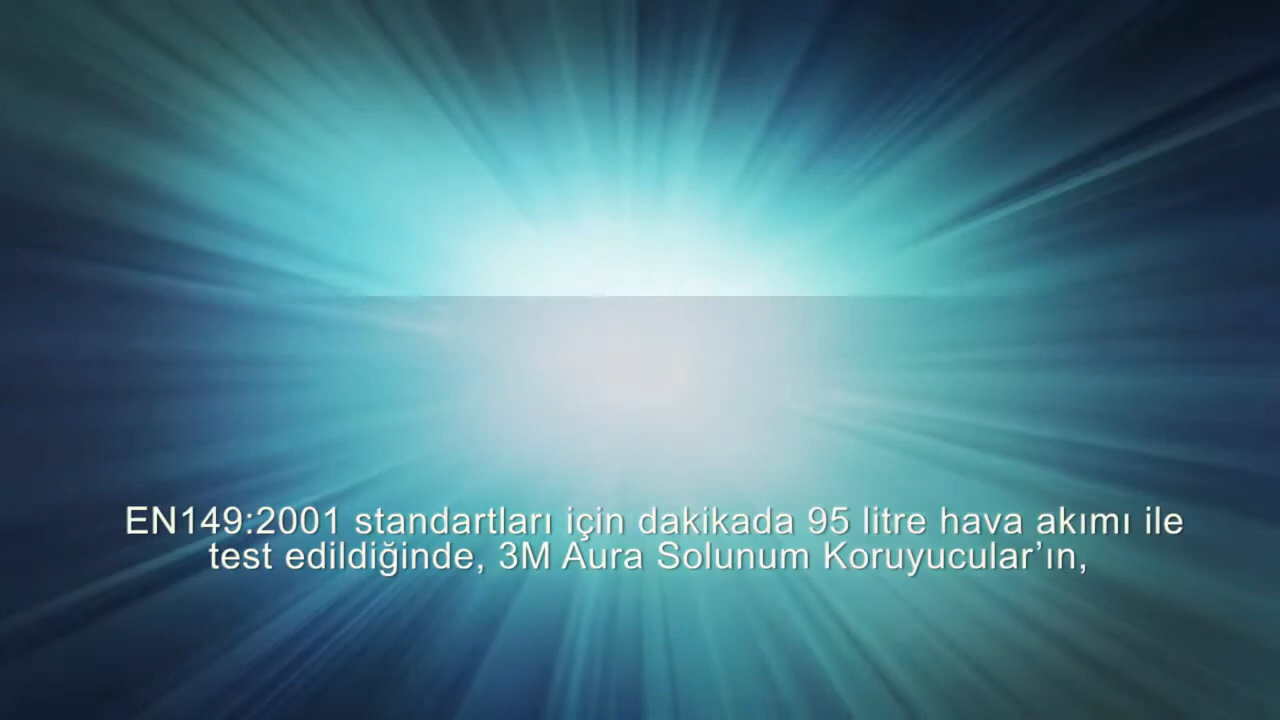 EN149:2001 standartları için dakikada 95 litre hava akımı ile
test edildiğinde, 3M Aura Solunum Koruyucular’ın,